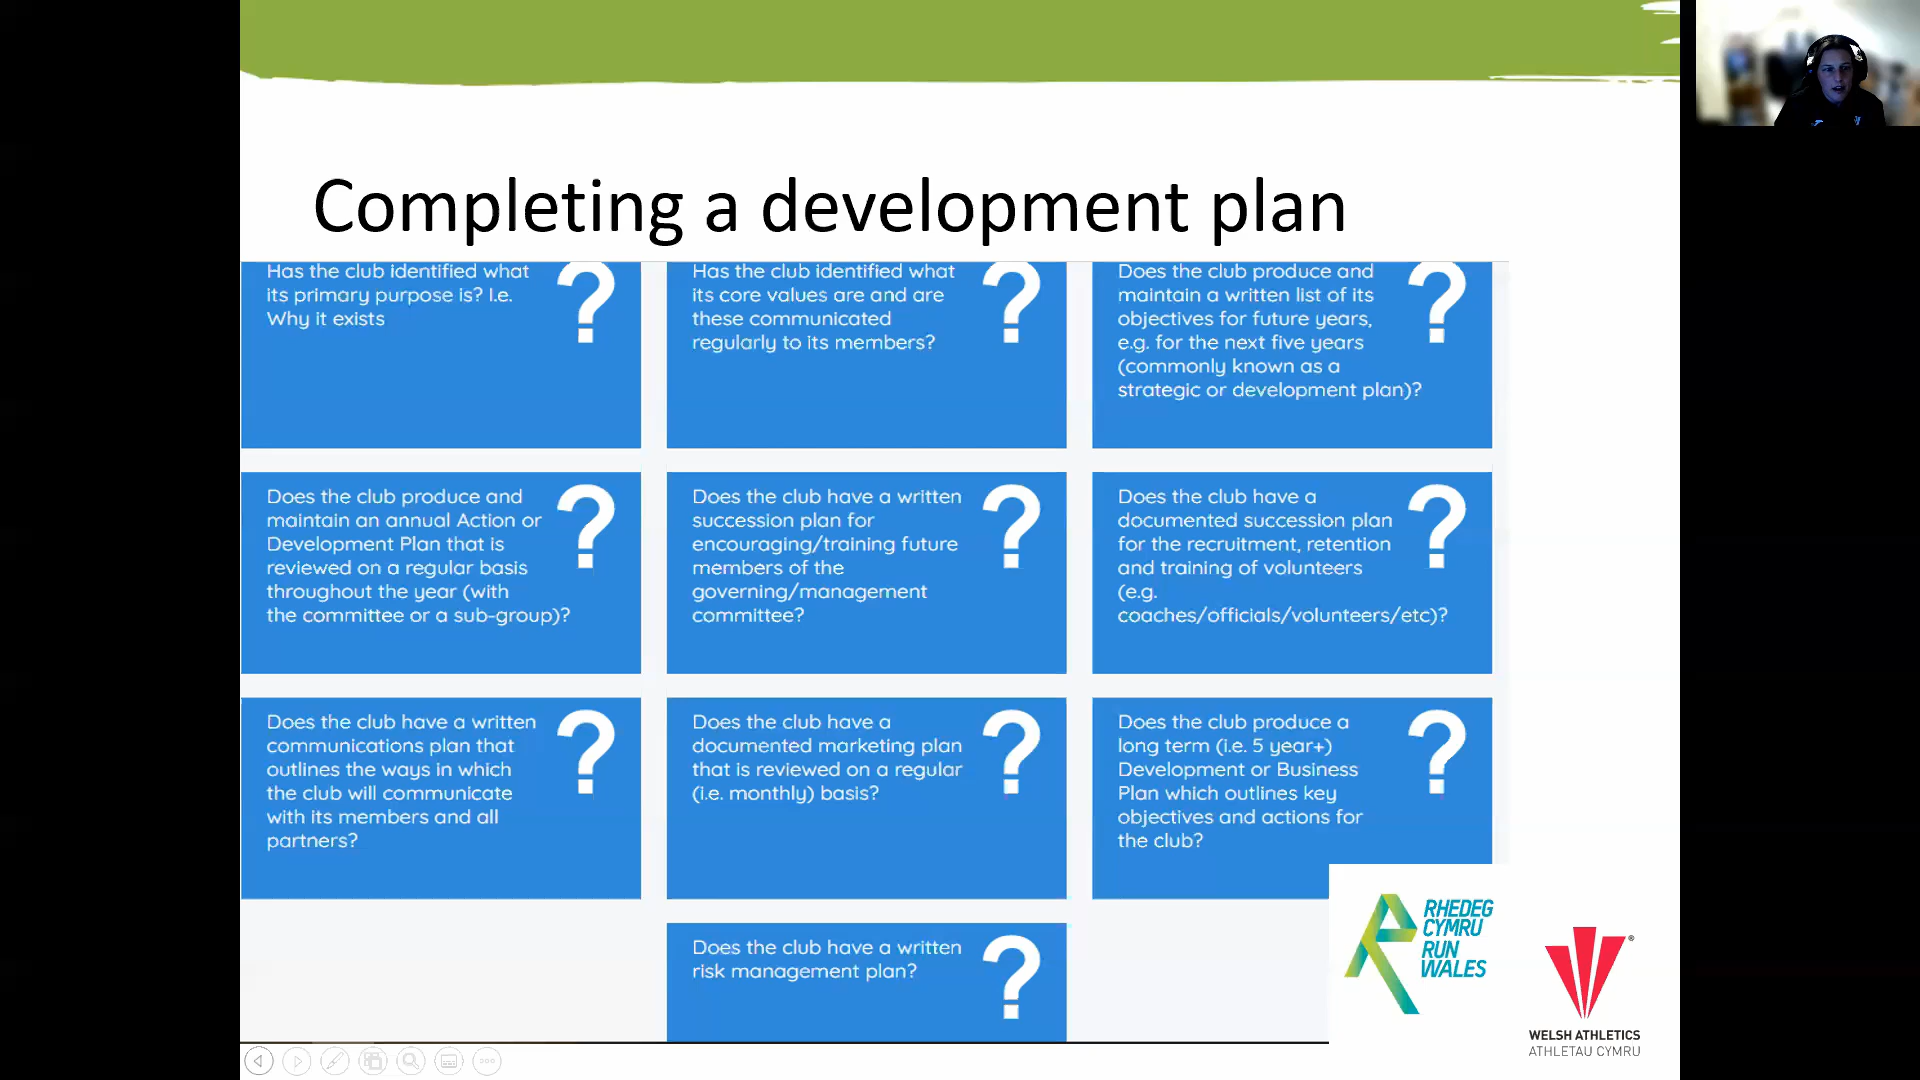 Completing a development plan
Has the club identified what
its primary purpose is? I.e.
Why it exists
?
Has the club identified what
its core values are and are
these communicated
regularly to its members?
?
Does the club produce and
maintain a written list of its
objectives for future years,
e.g. for the next five years
(commonly known as a
strategic or development plan)?
?
Does the club produce and
maintain an annual Action or
Development Plan that is
reviewed on a regular basis
throughout the year (with
the committee or a sub-group)?
?
Does the club have a written
succession plan for
encouraging/training future
members of the
governing/management
committee?
?
Does the club have a
documented succession plan
for the recruitment, retention
and training of volunteers
(e.g.
coaches/officials/volunteers/etc)?
?
Does the club have a written
communications plan that
outlines the ways in which
the club will communicate
with its members and all
partners?
?
Does the club have a
documented marketing plan
that is reviewed on a regular
(i.e. monthly) basis?
?
Does the club produce a
long term (i.e. 5 year+)
Development or Business
Plan which outlines key
objectives and actions for
the club?
?
Does the club have a written
risk management plan?
?
RHEDEG
CYMRU
RUN
WALES
®
WELSH ATHLETICS
ATHLETAU CYMRU